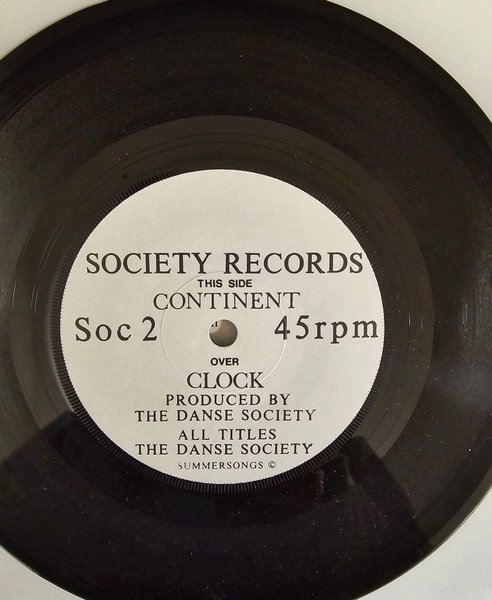 SOCIETY RECORDS
THIS SIDE
CONTINENT
Soc 2 45rpm
OVER
CLOCK
PRODUCED BY
THE DANSE SOCIETY
ALL TITLES
THE DANSE SOCIETY
SUMMERSONGS ©